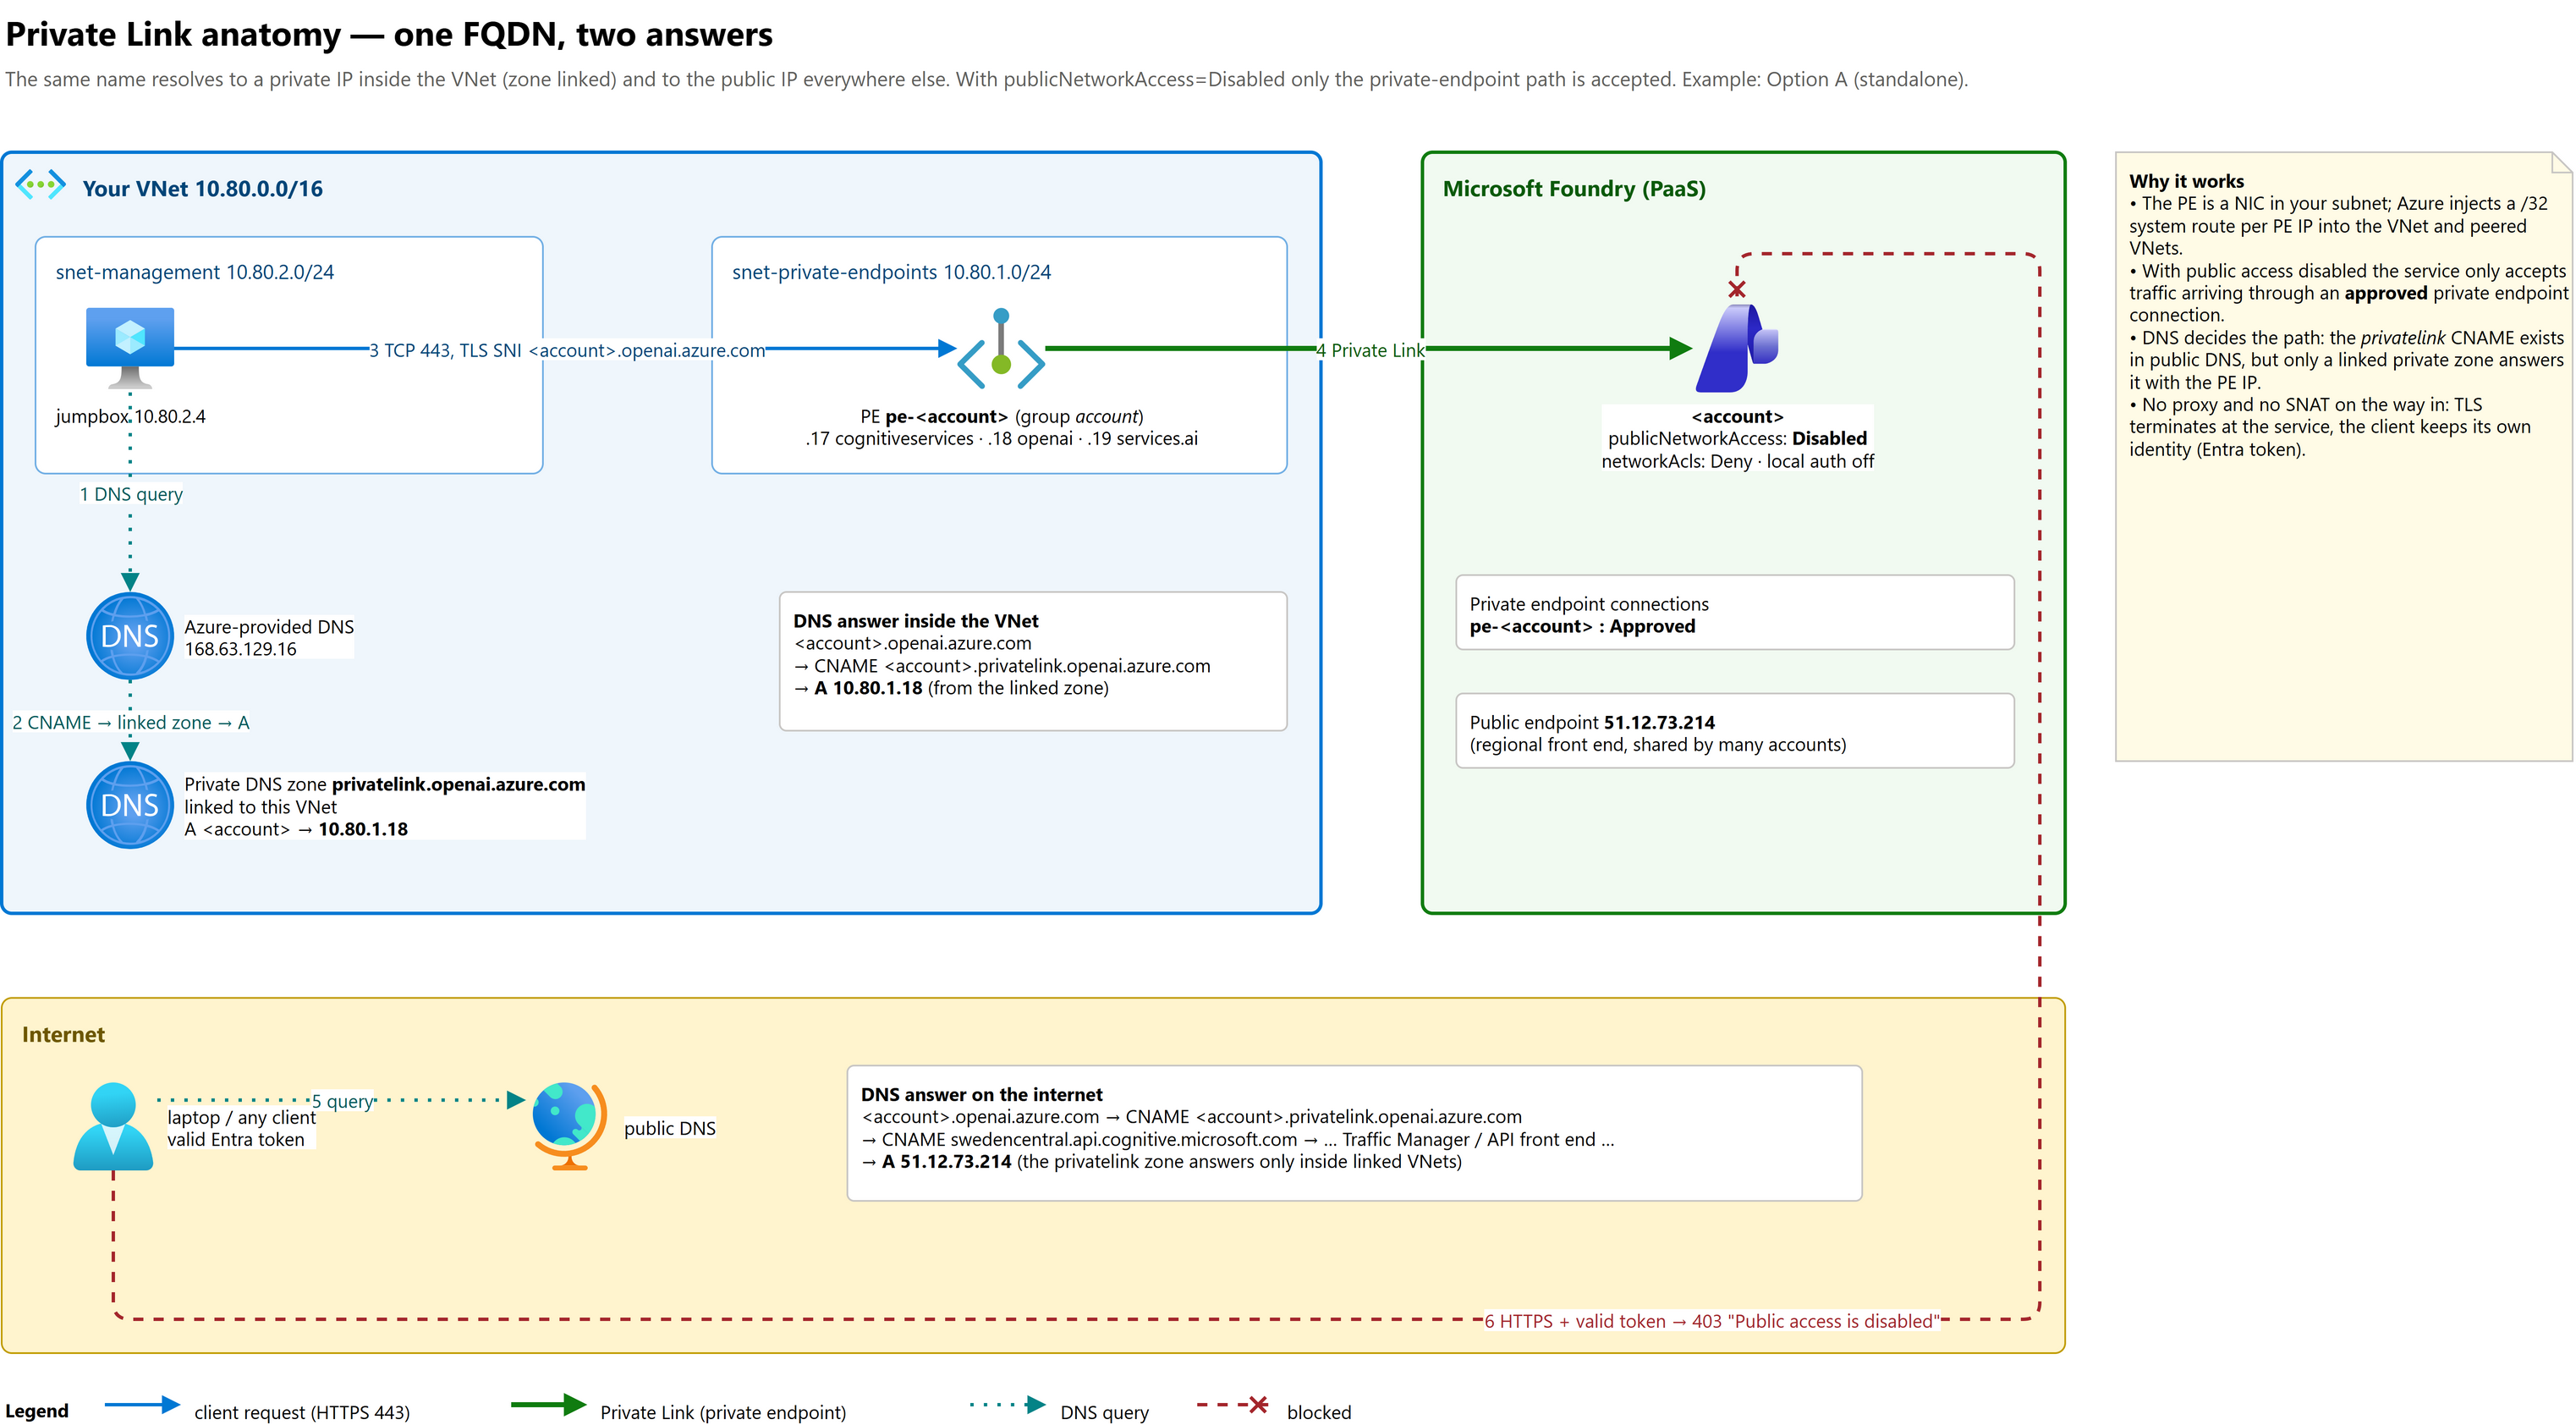 Private Link anatomy — one FQDN, two answers
The same name resolves to a private IP inside the VNet (zone linked) and to the public IP everywhere else. With publicNetworkAccess=Disabled only the private-endpoint path is accepted. Example: Option A (standalone).
Your VNet 10.80.0.0/16
snet-management 10.80.2.0/24
jumpbox 10.80.2.4
3 TCP 443, TLS SNI <account>.openai.azure.com
snet-private-endpoints 10.80.1.0/24
PE pe-<account> (group account)
.17 cognitiveservices · .18 openai · .19 services.ai
4 Private Link
1 DNS query
DNS
Azure-provided DNS
168.63.129.16
2 CNAME → linked zone → A
DNS
Private DNS zone privatelink.openai.azure.com
linked to this VNet
A <account> → 10.80.1.18
DNS answer inside the VNet
<account>.openai.azure.com
→ CNAME <account>.privatelink.openai.azure.com
→ A 10.80.1.18 (from the linked zone)
Microsoft Foundry (PaaS)
<account>
publicNetworkAccess: Disabled
networkAcls: Deny · local auth off
Private endpoint connections
pe-<account> : Approved
Public endpoint 51.12.73.214
(regional front end, shared by many accounts)
Why it works
• The PE is a NIC in your subnet; Azure injects a /32
system route per PE IP into the VNet and peered
VNets.
• With public access disabled the service only accepts
traffic arriving through an approved private endpoint
connection.
• DNS decides the path: the privatelink CNAME exists
in public DNS, but only a linked private zone answers
it with the PE IP.
• No proxy and no SNAT on the way in: TLS
terminates at the service, the client keeps its own
identity (Entra token).
Internet
5 query
laptop / any client
valid Entra token
public DNS
DNS answer on the internet
<account>.openai.azure.com → CNAME <account>.privatelink.openai.azure.com
→ CNAME swedencentral.api.cognitive.microsoft.com → ... Traffic Manager / API front end ...
→ A 51.12.73.214 (the privatelink zone answers only inside linked VNets)
6 HTTPS + valid token → 403 "Public access is disabled"
Legend
client request (HTTPS 443)
Private Link (private endpoint)
DNS query
blocked